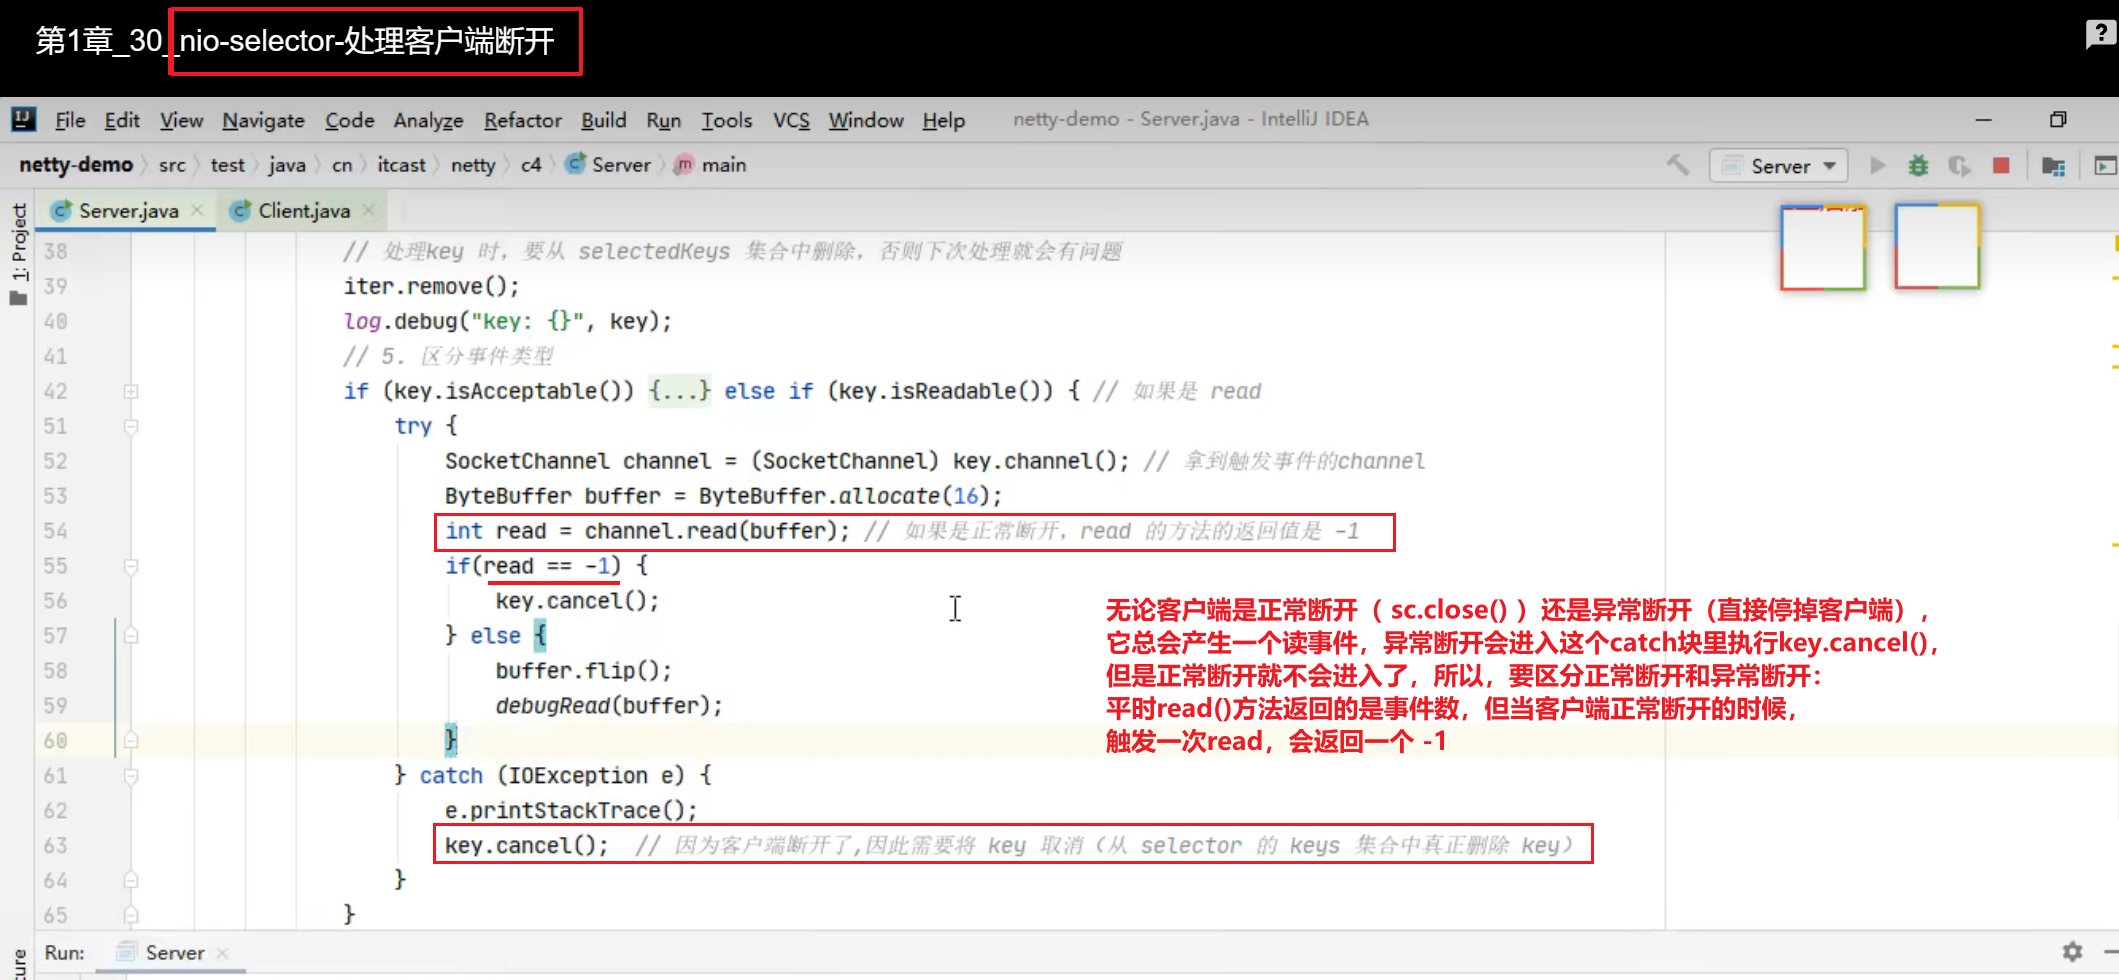 第1章_30_nio-selector-处理客户端断开
File Edit View Navigate Code Analyze Refactor Build Run Tools VCS Window Help netty-demo - Server.java - IntelliJ IDEA
netty-demo src test java cn itcast netty c4 Server main Server
1: Project
Server.java Client.java
38 // 处理key 时，要从 selectedKeys 集合中删除，否则下次处理就会有问题
39 iter.remove();
40 log.debug("key: {}", key);
41 // 5. 区分事件类型
42 if (key.isAcceptable()) {...} else if (key.isReadable()) { // 如果是 read
51 try {
52 SocketChannel channel = (SocketChannel) key.channel(); // 拿到触发事件的channel
53 ByteBuffer buffer = ByteBuffer.allocate(16);
54 int read = channel.read(buffer); // 如果是正常断开，read 的方法的返回值是 -1
55 if(read == -1) {
56 key.cancel();
57 } else {
58 buffer.flip();
59 debugRead(buffer);
60 }
61 } catch (IOException e) {
62 e.printStackTrace();
63 key.cancel(); // 因为客户端断开了,因此需要将 key 取消（从 selector 的 keys 集合中真正删除 key）
64 }
65 }
无论客户端是正常断开（ sc.close() ）还是异常断开（直接停掉客户端），
它总会产生一个读事件，异常断开会进入这个catch块里执行key.cancel()，
但是正常断开就不会进入了，所以，要区分正常断开和异常断开：
平时read()方法返回的是事件数，但当客户端正常断开的时候，
触发一次read，会返回一个 -1
Run: Server